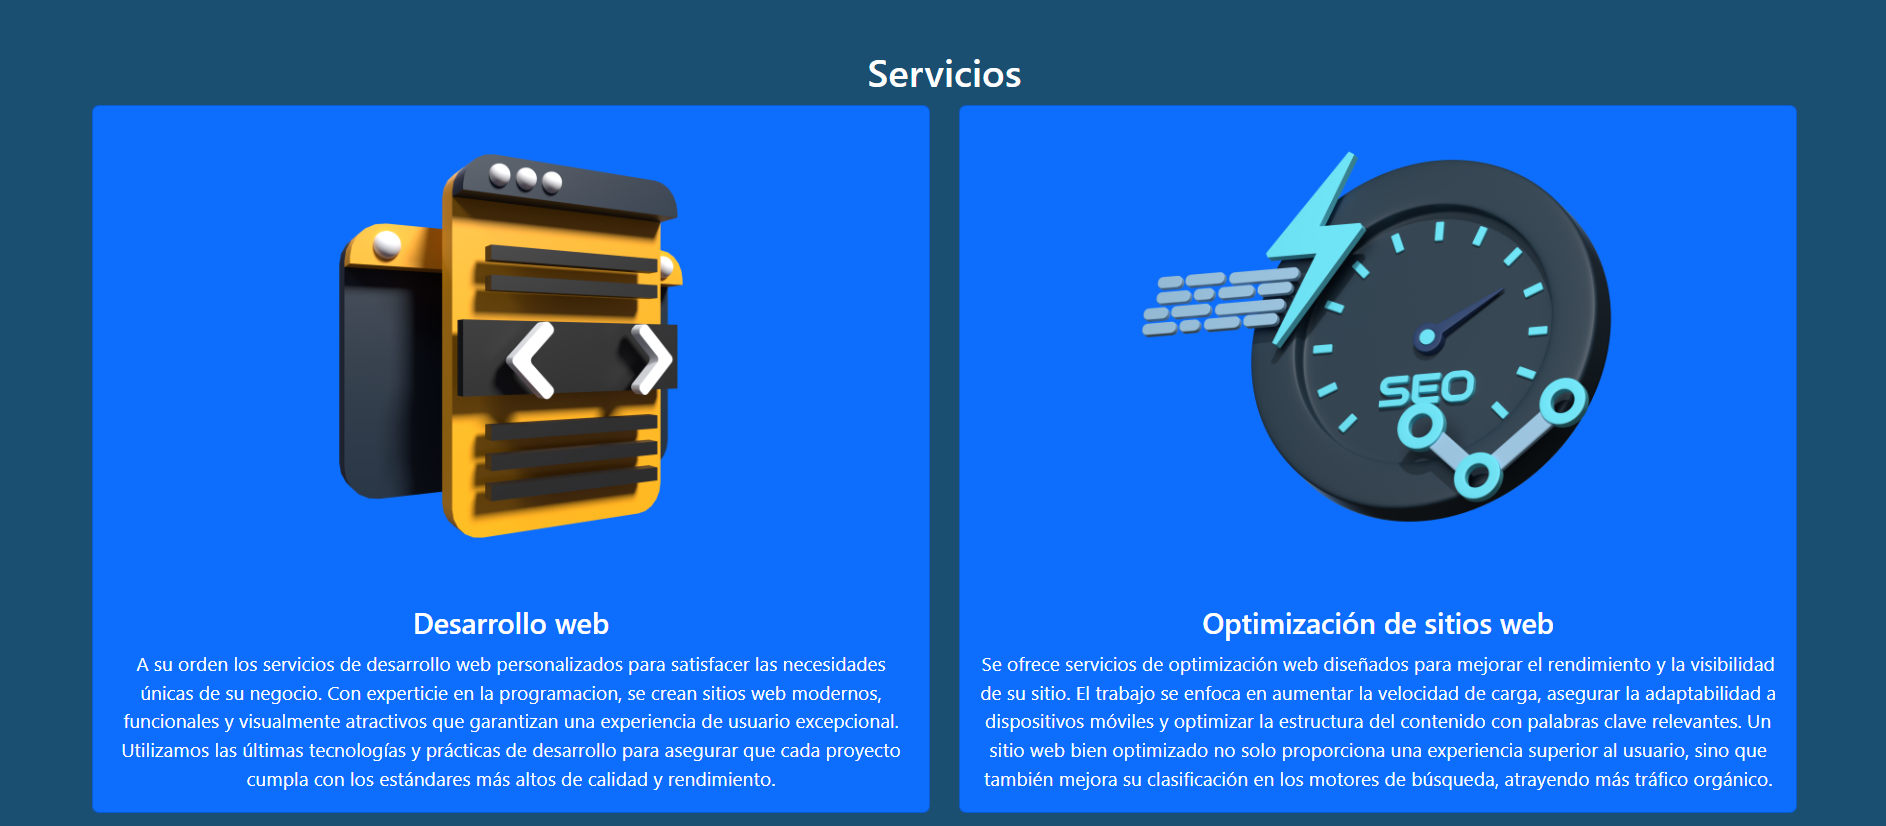 Servicios
SEO
Desarrollo web
A su orden los servicios de desarrollo web personalizados para satisfacer las necesidades
únicas de su negocio. Con experticie en la programacion, se crean sitios web modernos,
funcionales y visualmente atractivos que garantizan una experiencia de usuario excepcional.
Utilizamos las últimas tecnologías y prácticas de desarrollo para asegurar que cada proyecto
cumpla con los estándares más altos de calidad y rendimiento.
Optimización de sitios web
Se ofrece servicios de optimización web diseñados para mejorar el rendimiento y la visibilidad
de su sitio. El trabajo se enfoca en aumentar la velocidad de carga, asegurar la adaptabilidad a
dispositivos móviles y optimizar la estructura del contenido con palabras clave relevantes. Un
sitio web bien optimizado no solo proporciona una experiencia superior al usuario, sino que
también mejora su clasificación en los motores de búsqueda, atrayendo más tráfico orgánico.